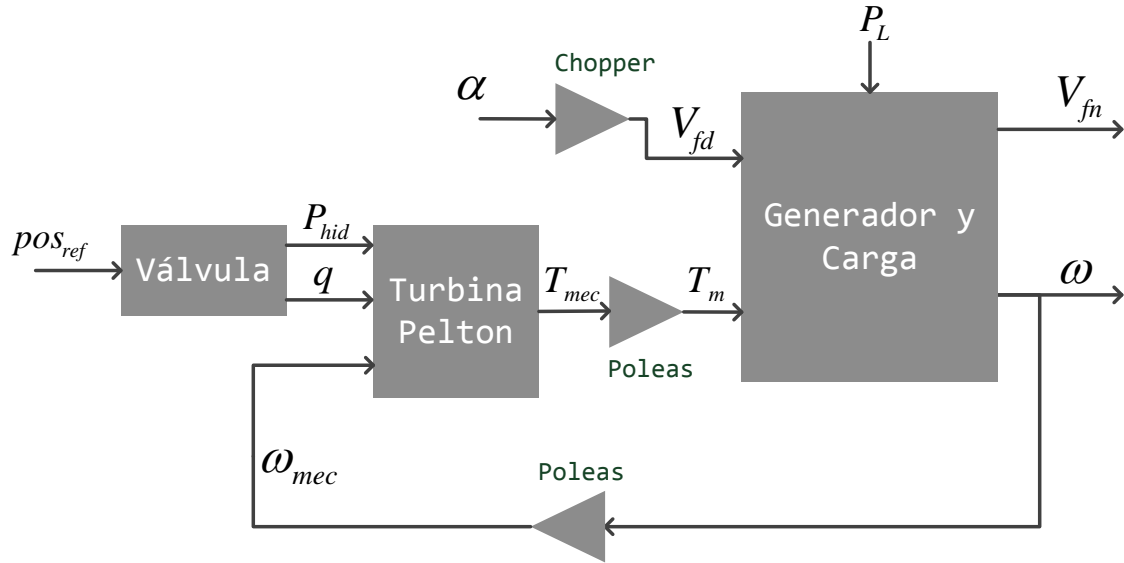 P_L
Chopper
α
V_fd
V_fn
Generador y
Carga
pos_ref
Válvula
P_hid
q
Turbina
Pelton
T_mec
T_m
Poleas
ω
ω_mec
Poleas